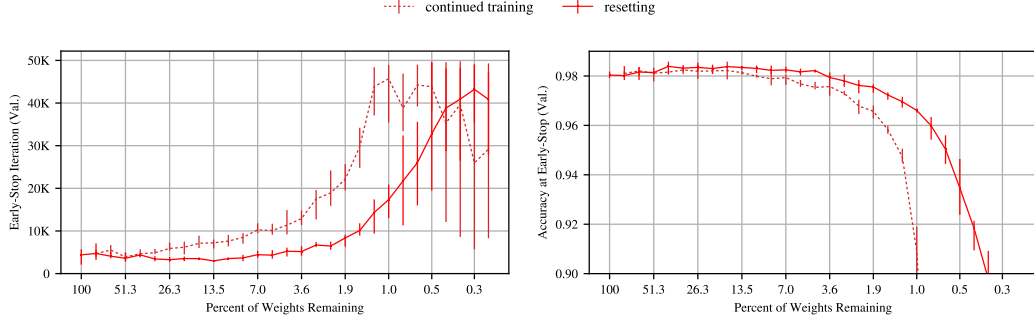 continued training resetting
50K
40K
30K
20K
10K
0
Early-Stop Iteration (Val.)
100 51.3 26.3 13.5 7.0 3.6 1.9 1.0 0.5 0.3
Percent of Weights Remaining
0.98
0.96
0.94
0.92
0.90
Accuracy at Early-Stop (Val.)
100 51.3 26.3 13.5 7.0 3.6 1.9 1.0 0.5 0.3
Percent of Weights Remaining